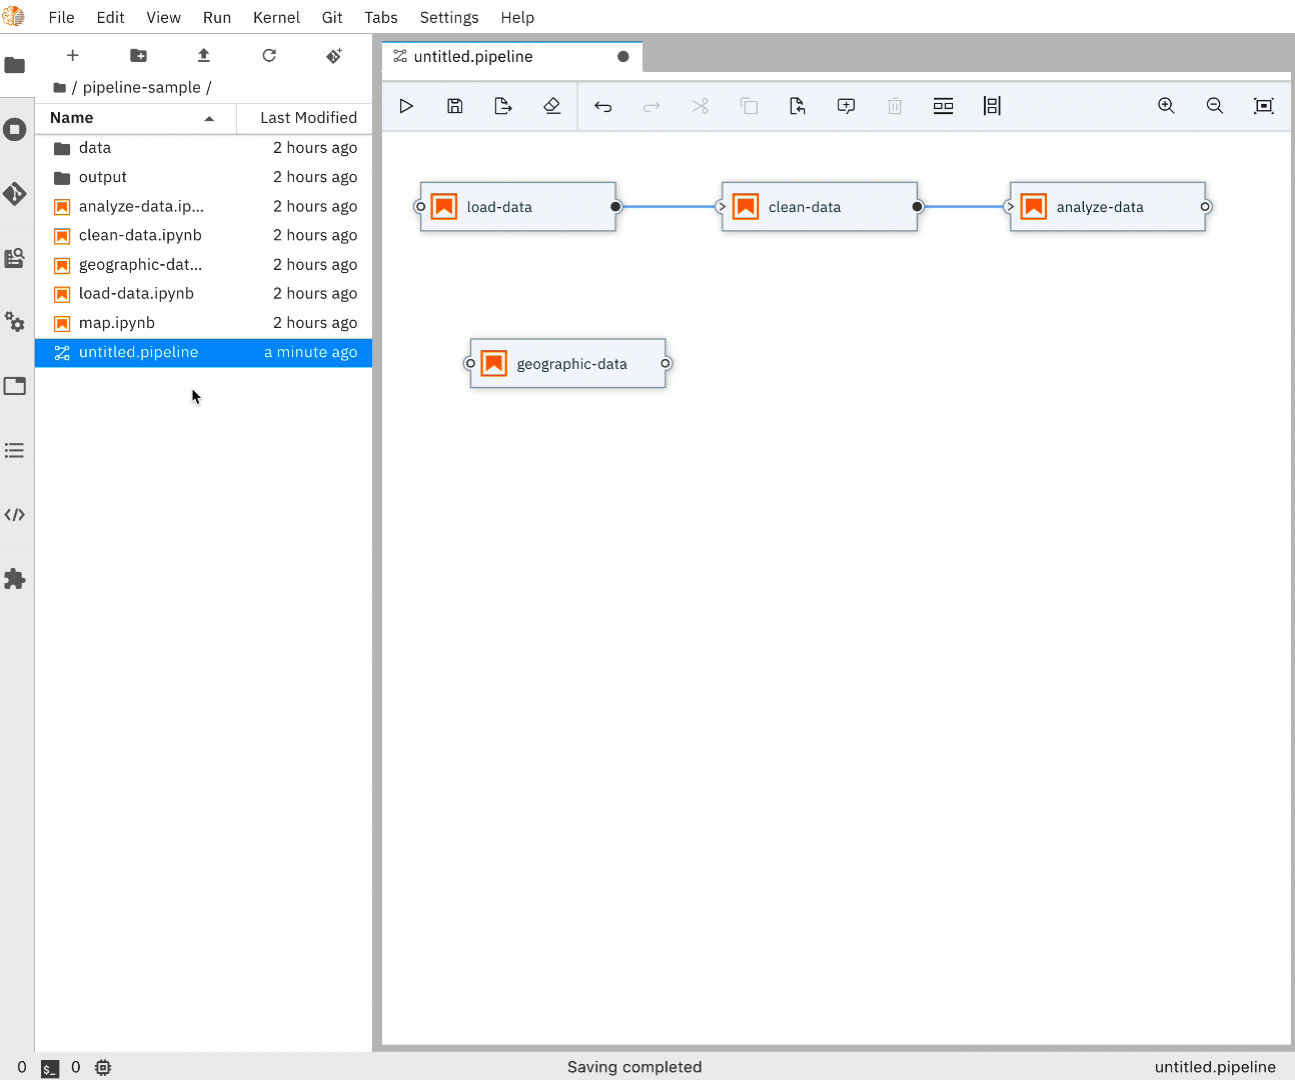 File Edit View Run Kernel Git Tabs Settings Help
untitled.pipeline
/ pipeline-sample /
Name Last Modified
data 2 hours ago
output 2 hours ago
analyze-data.ip... 2 hours ago
clean-data.ipynb 2 hours ago
geographic-dat... 2 hours ago
load-data.ipynb 2 hours ago
map.ipynb 2 hours ago
untitled.pipeline a minute ago
load-data clean-data analyze-data
geographic-data
0 $_ 0 Saving completed untitled.pipeline